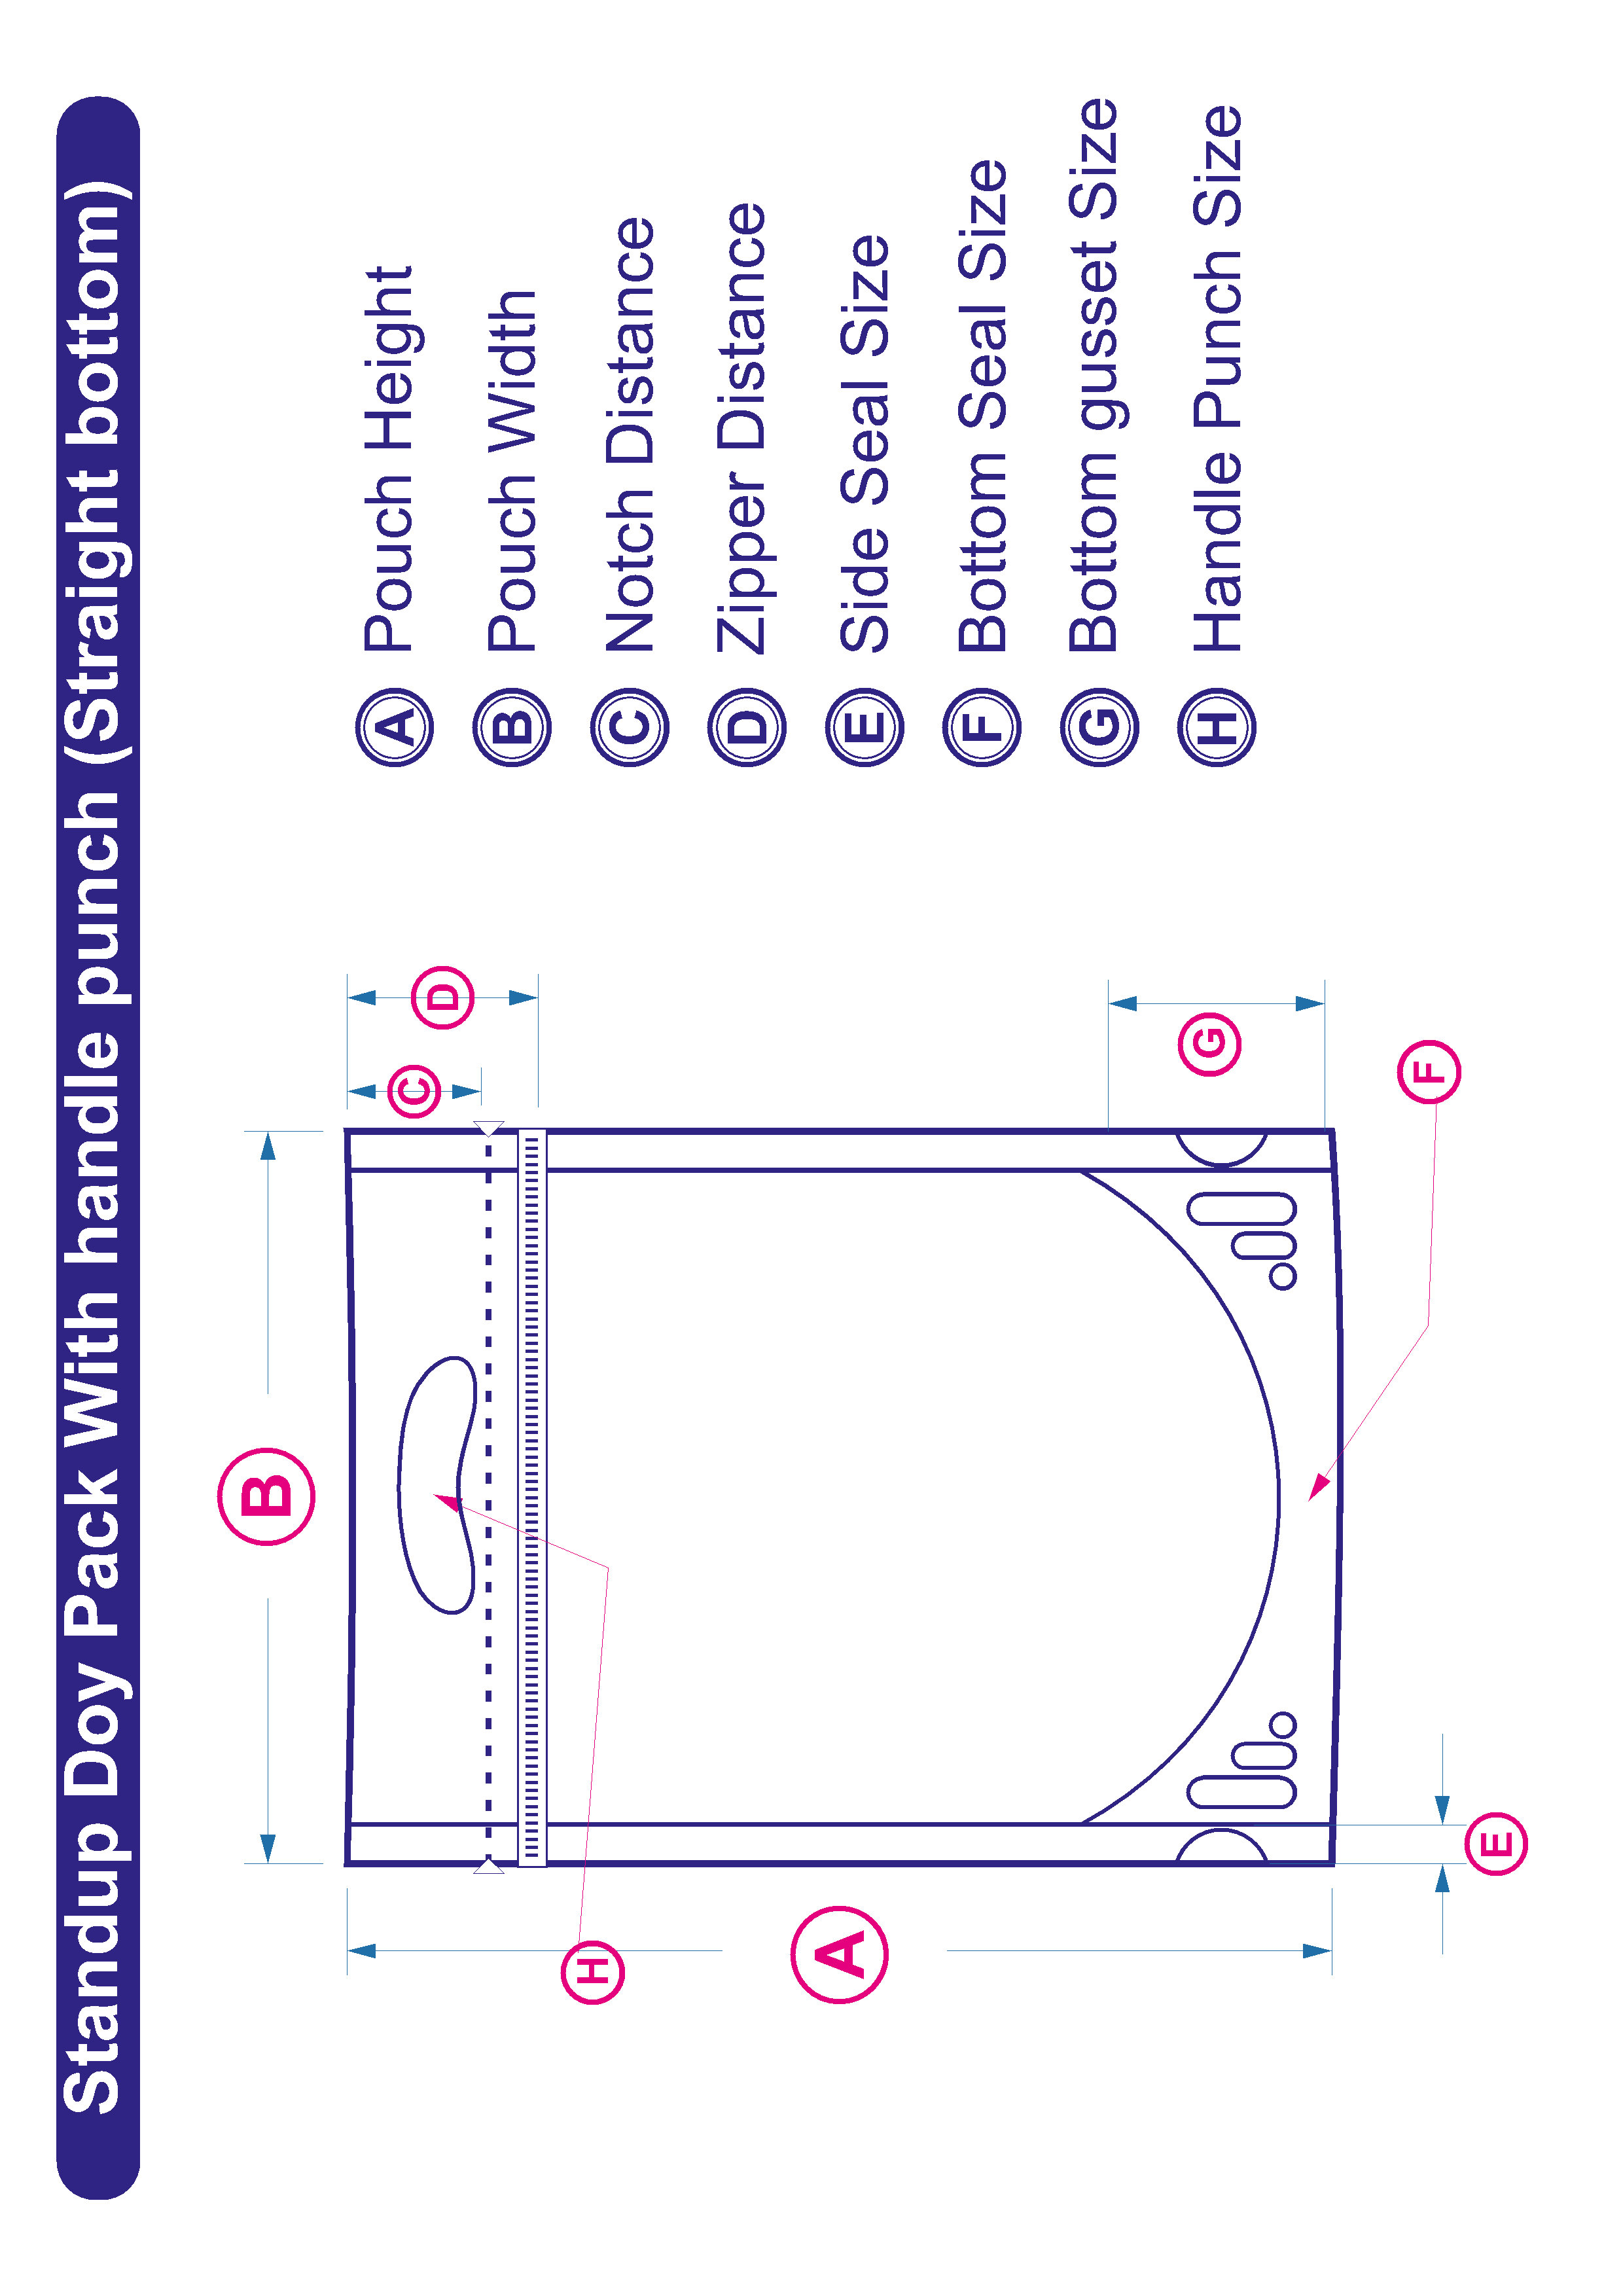 Standup Doy Pack With handle punch (Straight bottom)
B
C
D
H
A
G
F
E
A Pouch Height
B Pouch Width
C Notch Distance
D Zipper Distance
E Side Seal Size
F Bottom Seal Size
G Bottom gusset Size
H Handle Punch Size